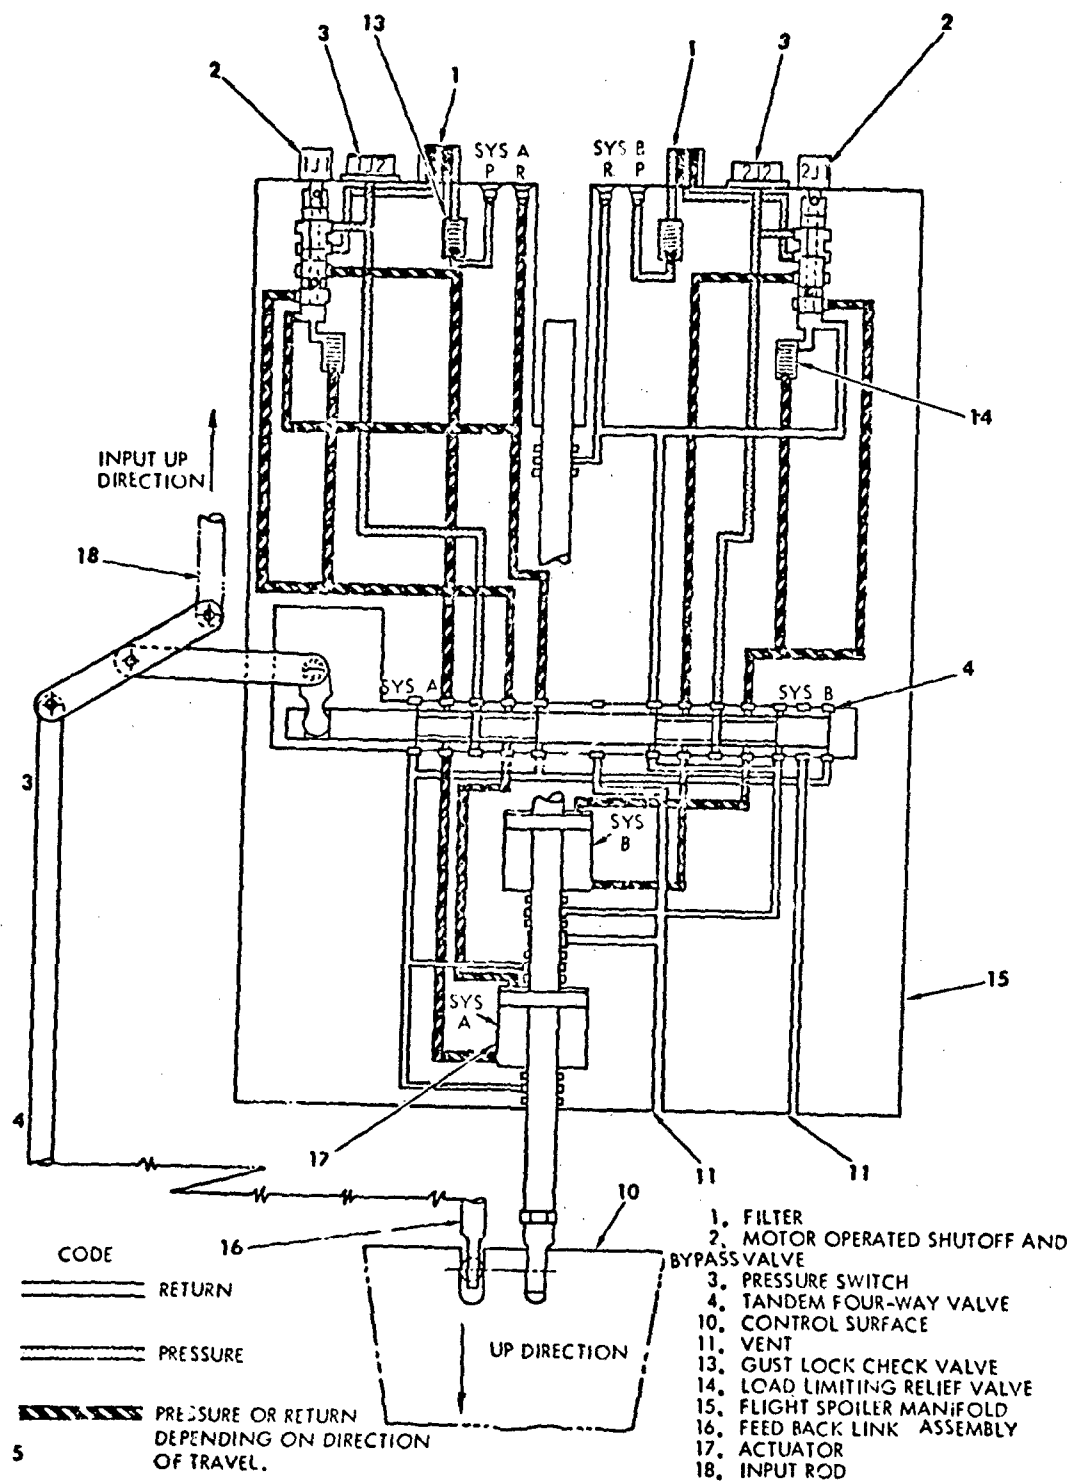 13
3
2
1
1
3
2
SYS A
P R
SYS B
R P
1J1
1J2
2J2
2J1
14
INPUT UP
DIRECTION
18
SYS A
SYS B
4
3
SYS
B
15
SYS
A
4
17
11
11
10
16
CODE
RETURN
PRESSURE
PRESSURE OR RETURN
DEPENDING ON DIRECTION
OF TRAVEL.
5
UP DIRECTION
1. FILTER
2. MOTOR OPERATED SHUTOFF AND
BYPASS VALVE
3. PRESSURE SWITCH
4. TANDEM FOUR-WAY VALVE
10. CONTROL SURFACE
11. VENT
13. GUST LOCK CHECK VALVE
14. LOAD LIMITING RELIEF VALVE
15. FLIGHT SPOILER MANIFOLD
16. FEED BACK LINK ASSEMBLY
17. ACTUATOR
18. INPUT ROD